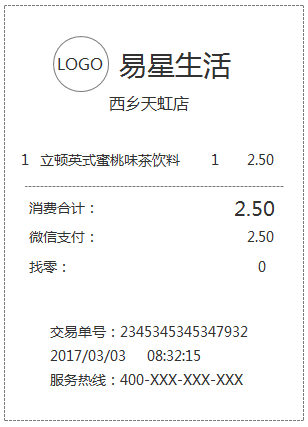 LOGO 易星生活
西乡天虹店
1 立顿英式蜜桃味茶饮料 1 2.50
消费合计： 2.50
微信支付： 2.50
找零： 0
交易单号：2345345345347932
2017/03/03 08:32:15
服务热线：400-XXX-XXX-XXX